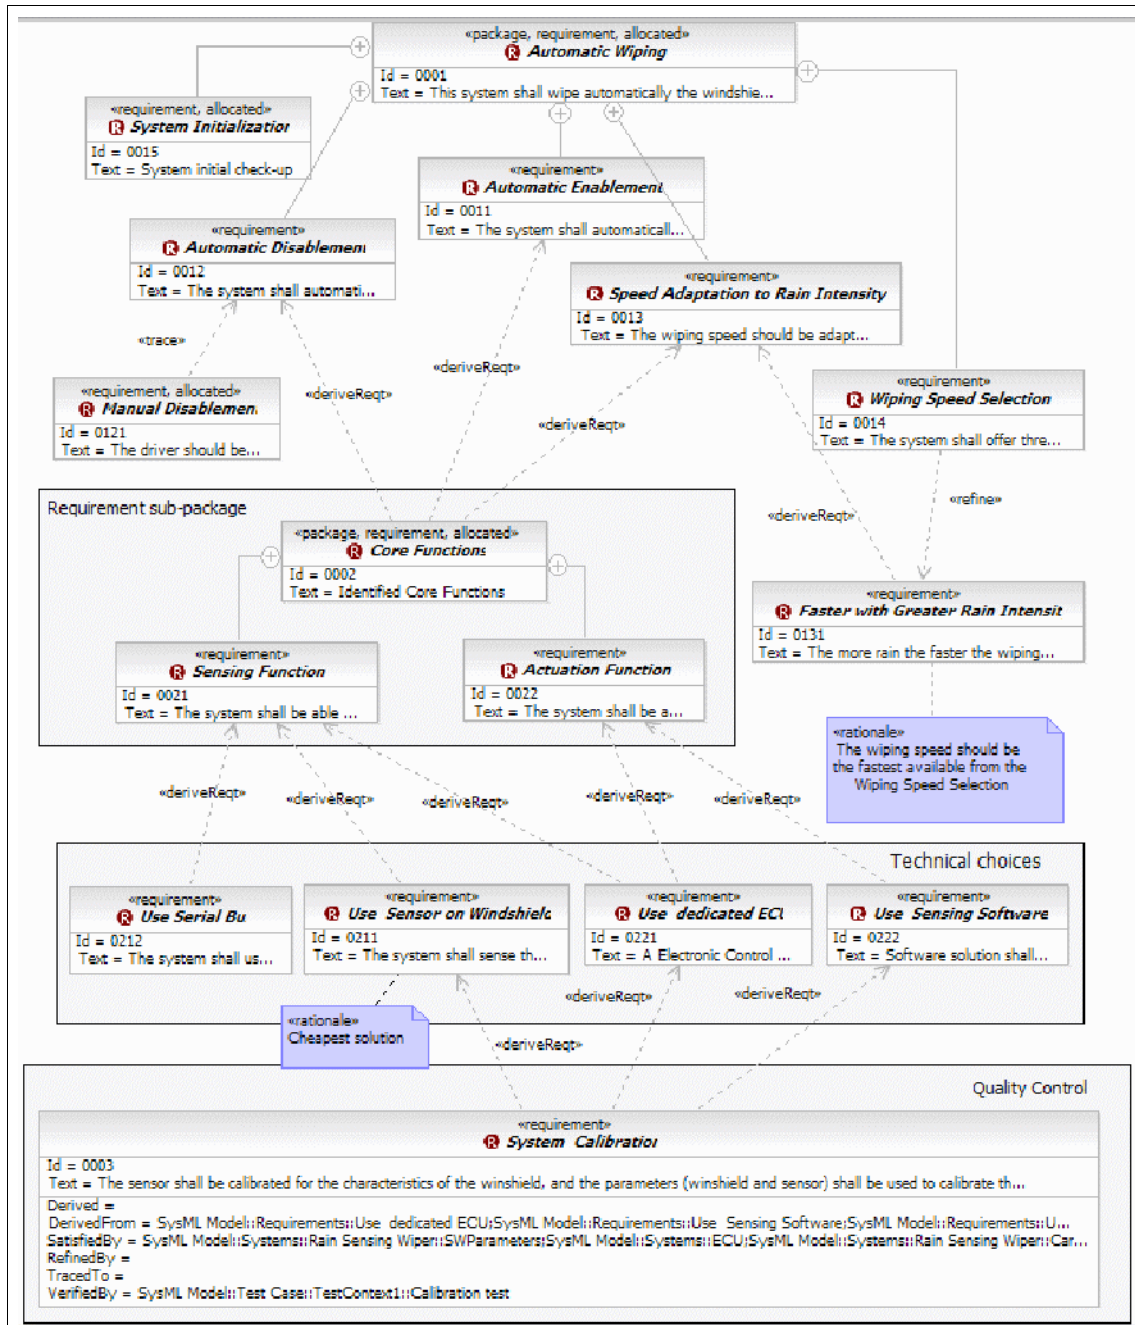 «package, requirement, allocated»
R Automatic Wiping
Id = 0001
Text = This system shall wipe automatically the windshie...
«requirement, allocated»
R System Initialization
Id = 0015
Text = System initial check-up
«requirement»
R Automatic Enablement
Id = 0011
Text = The system shall automaticall...
«requirement»
R Automatic Disablement
Id = 0012
Text = The system shall automati...
«requirement»
R Speed Adaptation to Rain Intensity
Id = 0013
Text = The wiping speed should be adapt...
«trace»
«deriveReqt»
«deriveReqt»
«deriveReqt»
«requirement, allocated»
R Manual Disablemen
Id = 0121
Text = The driver should be...
«requirement»
R Wiping Speed Selection
Id = 0014
Text = The system shall offer thre...
«refine»
«deriveReqt»
Requirement sub-package
«package, requirement, allocated»
R Core Functions
Id = 0002
Text = Identified Core Functions
«requirement»
R Faster with Greater Rain Intensit
Id = 0131
Text = The more rain the faster the wiping...
«requirement»
R Sensing Function
Id = 0021
Text = The system shall be able ...
«requirement»
R Actuation Function
Id = 0022
Text = The system shall be a...
«rationale»
The wiping speed should be
the fastest available from the
Wiping Speed Selection
«deriveReqt»
«deriveReqt»
«deriveReqt»
«deriveReqt»
«deriveReqt»
Technical choices
«requirement»
R Use Serial Bu
Id = 0212
Text = The system shall us...
«requirement»
R Use Sensor on Windshield
Id = 0211
Text = The system shall sense th...
«requirement»
R Use dedicated ECU
Id = 0221
Text = A Electronic Control ...
«requirement»
R Use Sensing Software
Id = 0222
Text = Software solution shall...
«rationale»
Cheapest solution
«deriveReqt»
«deriveReqt»
«deriveReqt»
Quality Control
«requirement»
R System Calibration
Id = 0003
Text = The sensor shall be calibrated for the characteristics of the winshield, and the parameters (winshield and sensor) shall be used to calibrate th...
Derived =
DerivedFrom = SysML Model::Requirements::Use dedicated ECU;SysML Model::Requirements::Use Sensing Software;SysML Model::Requirements::U...
SatisfiedBy = SysML Model::Systems::Rain Sensing Wiper::SWParameters;SysML Model::Systems::ECU;SysML Model::Systems::Rain Sensing Wiper::Car...
RefinedBy =
TracedTo =
VerifiedBy = SysML Model::Test Case::TestContext1::Calibration test